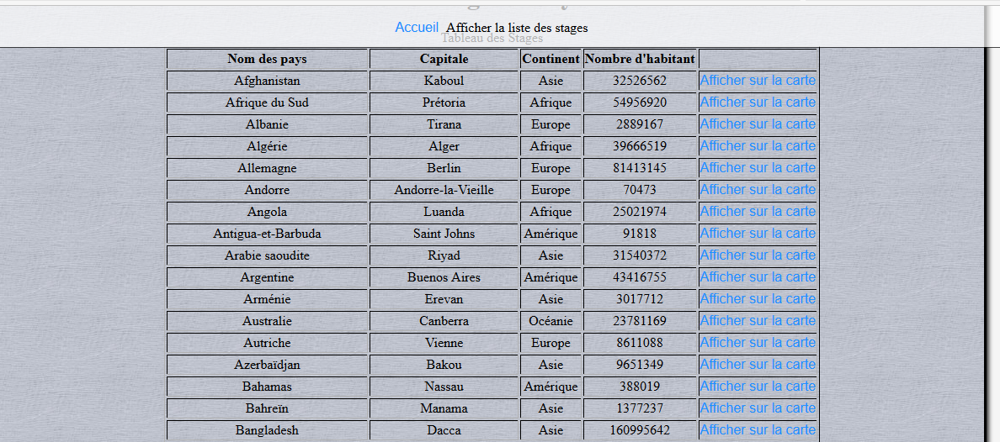 Accueil Afficher la liste des stages
Tableau des Stages
Nom des pays Capitale Continent Nombre d'habitant
Afghanistan Kaboul Asie 32526562 Afficher sur la carte
Afrique du Sud Prétoria Afrique 54956920 Afficher sur la carte
Albanie Tirana Europe 2889167 Afficher sur la carte
Algérie Alger Afrique 39666519 Afficher sur la carte
Allemagne Berlin Europe 81413145 Afficher sur la carte
Andorre Andorre-la-Vieille Europe 70473 Afficher sur la carte
Angola Luanda Afrique 25021974 Afficher sur la carte
Antigua-et-Barbuda Saint Johns Amérique 91818 Afficher sur la carte
Arabie saoudite Riyad Asie 31540372 Afficher sur la carte
Argentine Buenos Aires Amérique 43416755 Afficher sur la carte
Arménie Erevan Asie 3017712 Afficher sur la carte
Australie Canberra Océanie 23781169 Afficher sur la carte
Autriche Vienne Europe 8611088 Afficher sur la carte
Azerbaïdjan Bakou Asie 9651349 Afficher sur la carte
Bahamas Nassau Amérique 388019 Afficher sur la carte
Bahreïn Manama Asie 1377237 Afficher sur la carte
Bangladesh Dacca Asie 160995642 Afficher sur la carte